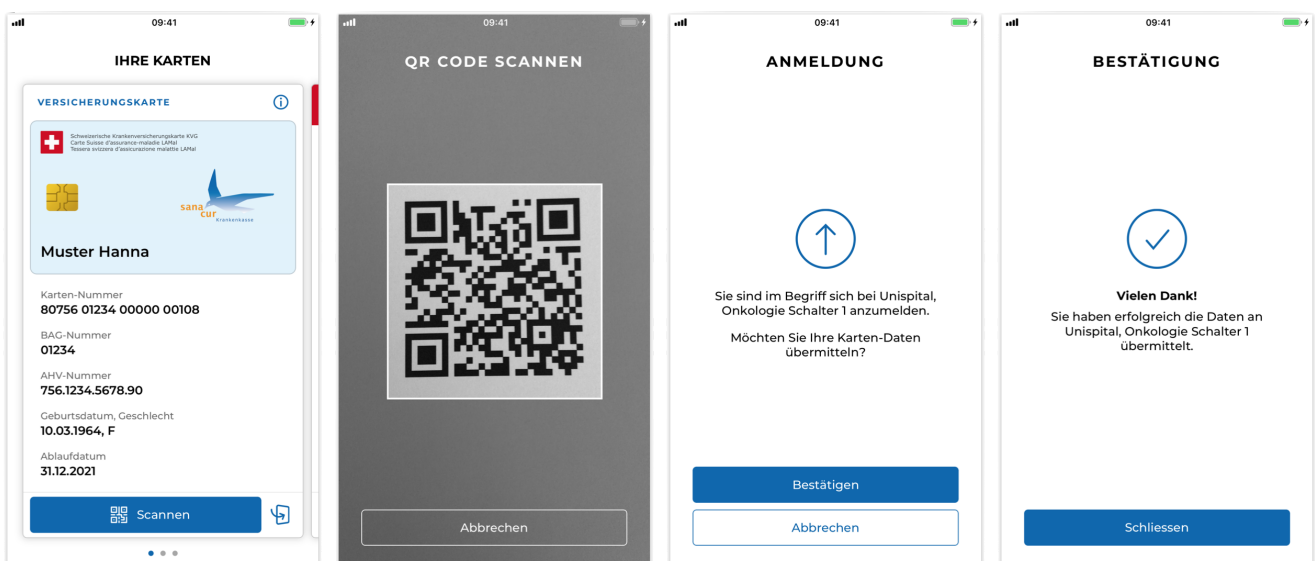 09:41
IHRE KARTEN
VERSICHERUNGSKARTE
Schweizerische Krankenversicherungskarte KVG
Carte Suisse d'assurance-maladie LAMal
Tessera svizzera d'assicurazione malattie LAMal
sana
cur
Krankenkasse
Muster Hanna
Karten-Nummer
80756 01234 00000 00108
BAG-Nummer
01234
AHV-Nummer
756.1234.5678.90
Geburtsdatum, Geschlecht
10.03.1964, F
Ablaufdatum
31.12.2021
Scannen
09:41
QR CODE SCANNEN
Abbrechen
09:41
ANMELDUNG
Sie sind im Begriff sich bei Unispital,
Onkologie Schalter 1 anzumelden.
Möchten Sie Ihre Karten-Daten
übermitteln?
Bestätigen
Abbrechen
09:41
BESTÄTIGUNG
Vielen Dank!
Sie haben erfolgreich die Daten an
Unispital, Onkologie Schalter 1
übermittelt.
Schliessen